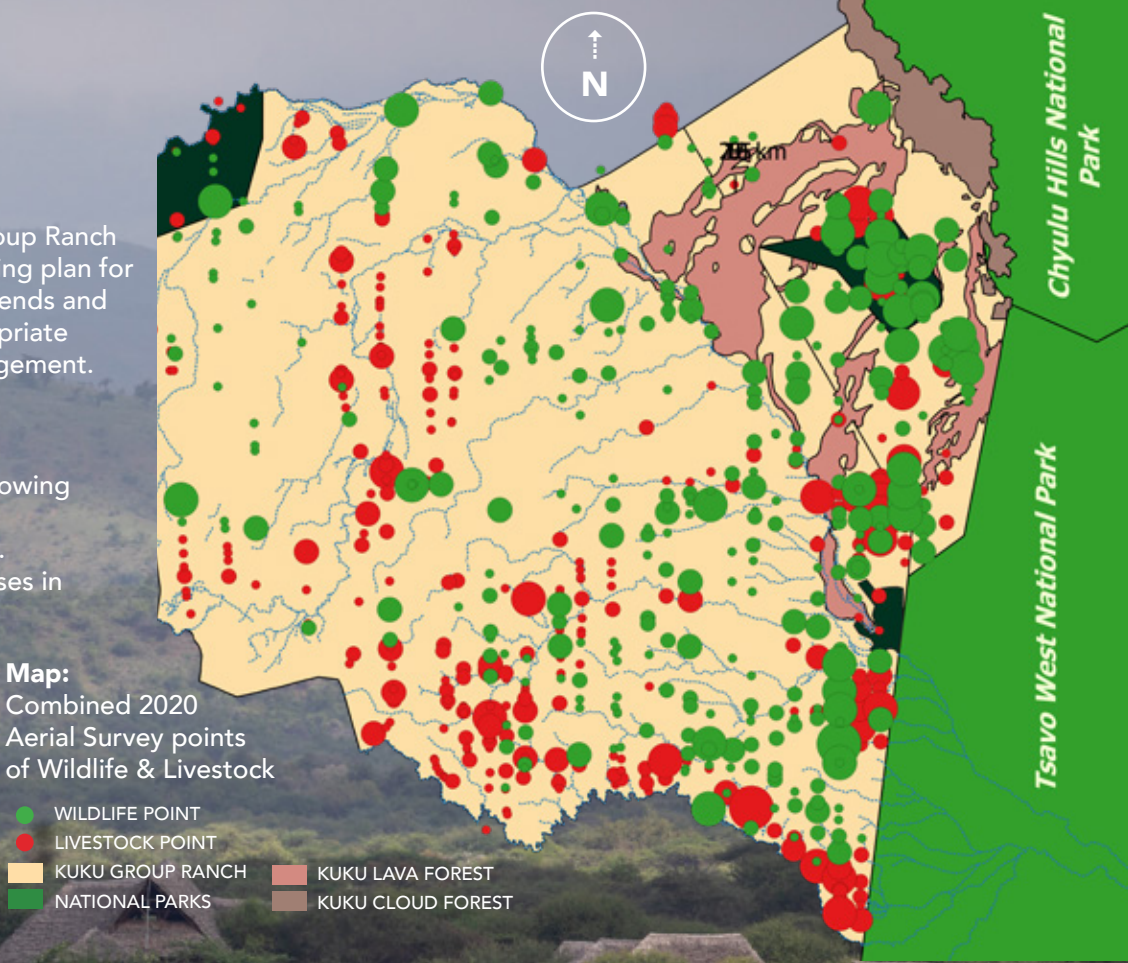 N
oup Ranch
ing plan for
ends and
priate
gement.
owing
.
ses in
km
Chyulu Hills National
Park
Tsavo West National Park
Map:
Combined 2020
Aerial Survey points
of Wildlife & Livestock
WILDLIFE POINT
LIVESTOCK POINT
KUKU GROUP RANCH
NATIONAL PARKS
KUKU LAVA FOREST
KUKU CLOUD FOREST